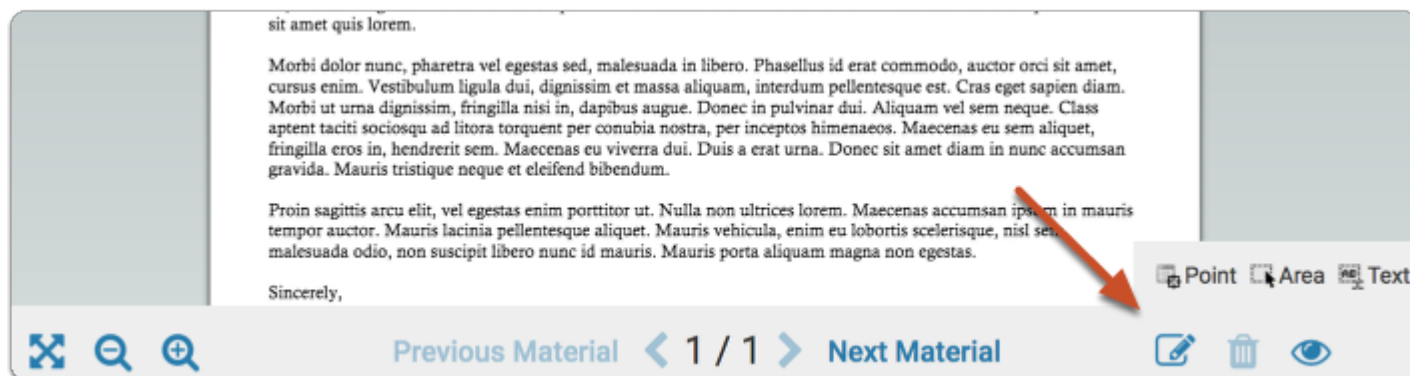 sit amet quis lorem.
Morbi dolor nunc, pharetra vel egestas sed, malesuada in libero. Phasellus id erat commodo, auctor orci sit amet,
cursus enim. Vestibulum ligula dui, dignissim et massa aliquam, interdum pellentesque est. Cras eget sapien diam.
Morbi ut urna dignissim, fringilla nisi in, dapibus augue. Donec in pulvinar dui. Aliquam vel sem neque. Class
aptent taciti sociosqu ad litora torquent per conubia nostra, per inceptos himenaeos. Maecenas eu sem aliquet,
fringilla eros in, hendrerit sem. Maecenas eu viverra dui. Duis a erat urna. Donec sit amet diam in nunc accumsan
gravida. Mauris tristique neque et eleifend bibendum.
Proin sagittis arcu elit, vel egestas enim porttitor ut. Nulla non ultrices lorem. Maecenas accumsan ipsum in mauris
tempor auctor. Mauris lacinia pellentesque aliquet. Mauris vehicula, enim eu lobortis scelerisque, nisl
malesuada odio, non suscipit libero nunc id mauris. Mauris porta aliquam magna non egestas.
Sincerely,
Point Area Text
Previous Material 1 / 1 Next Material